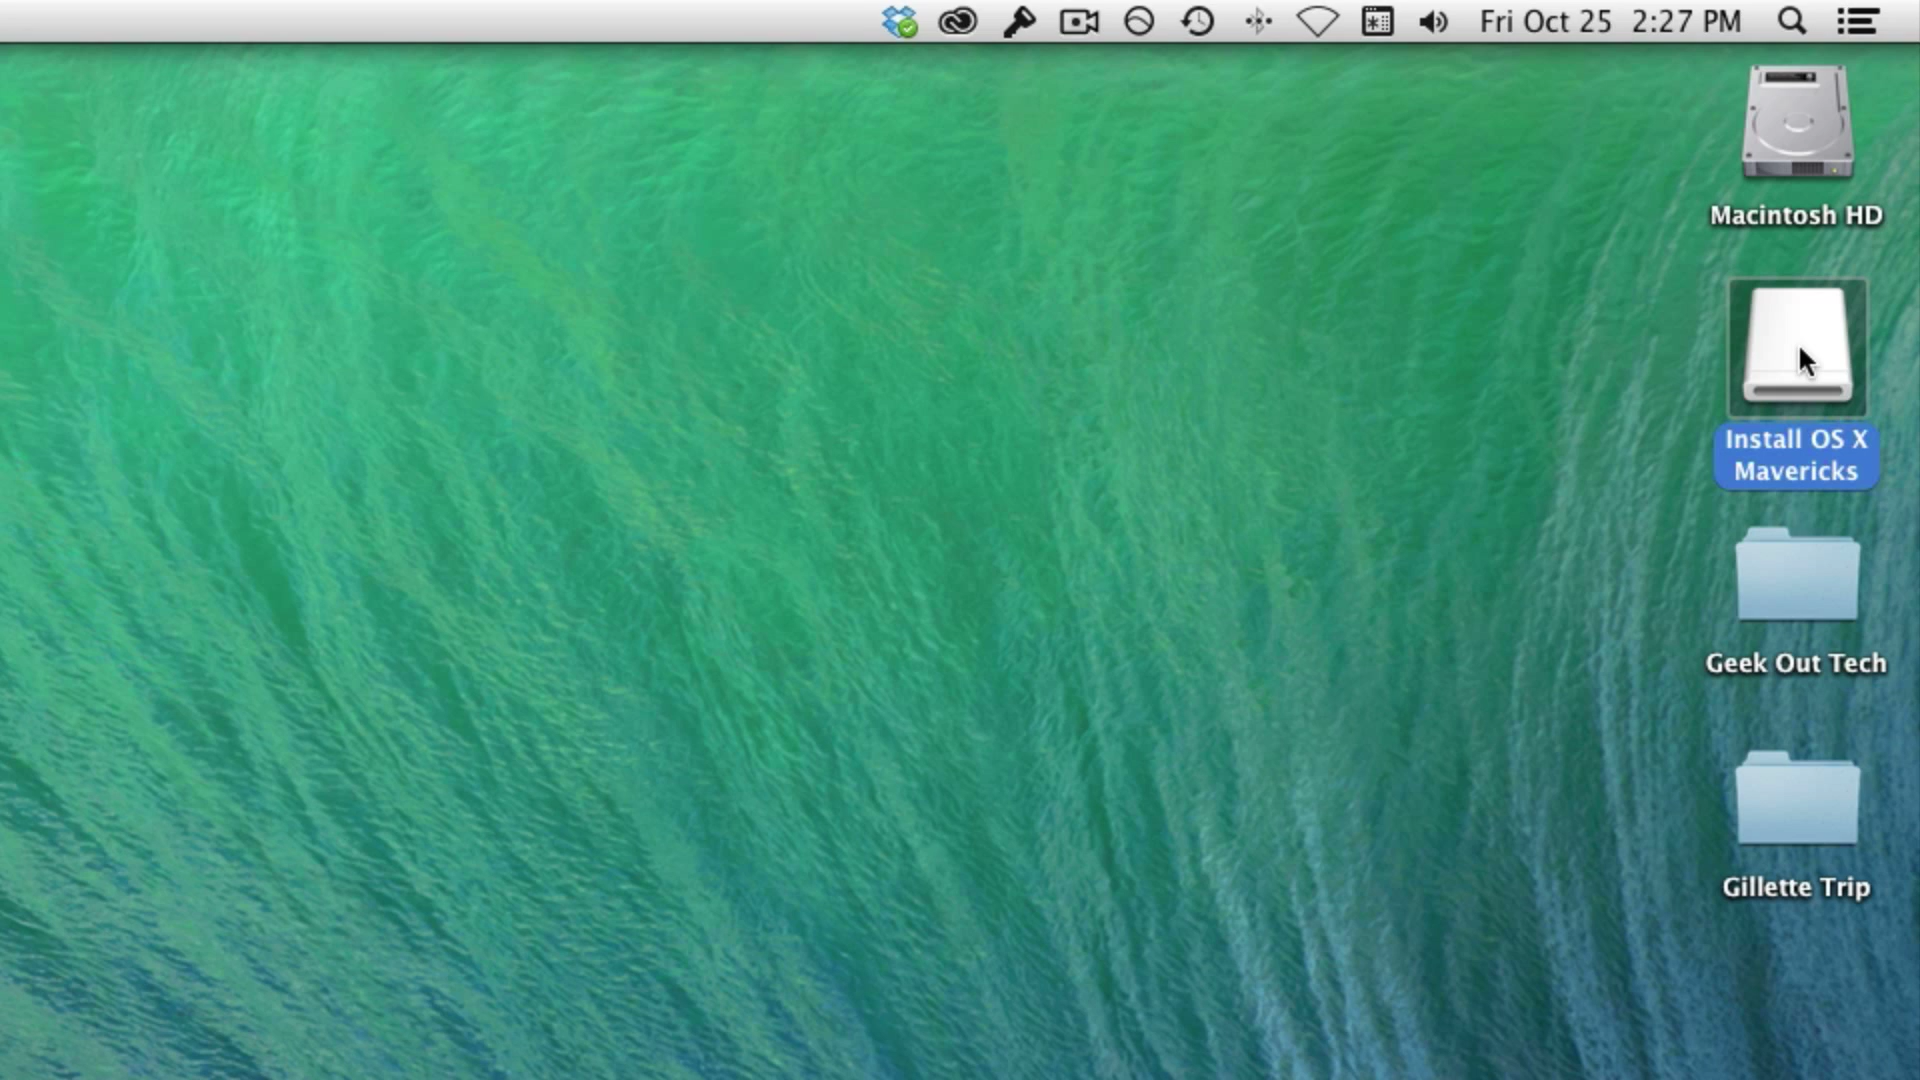 Fri Oct 25 2:27 PM
Macintosh HD
Install OS X
Mavericks
Geek Out Tech
Gillette Trip